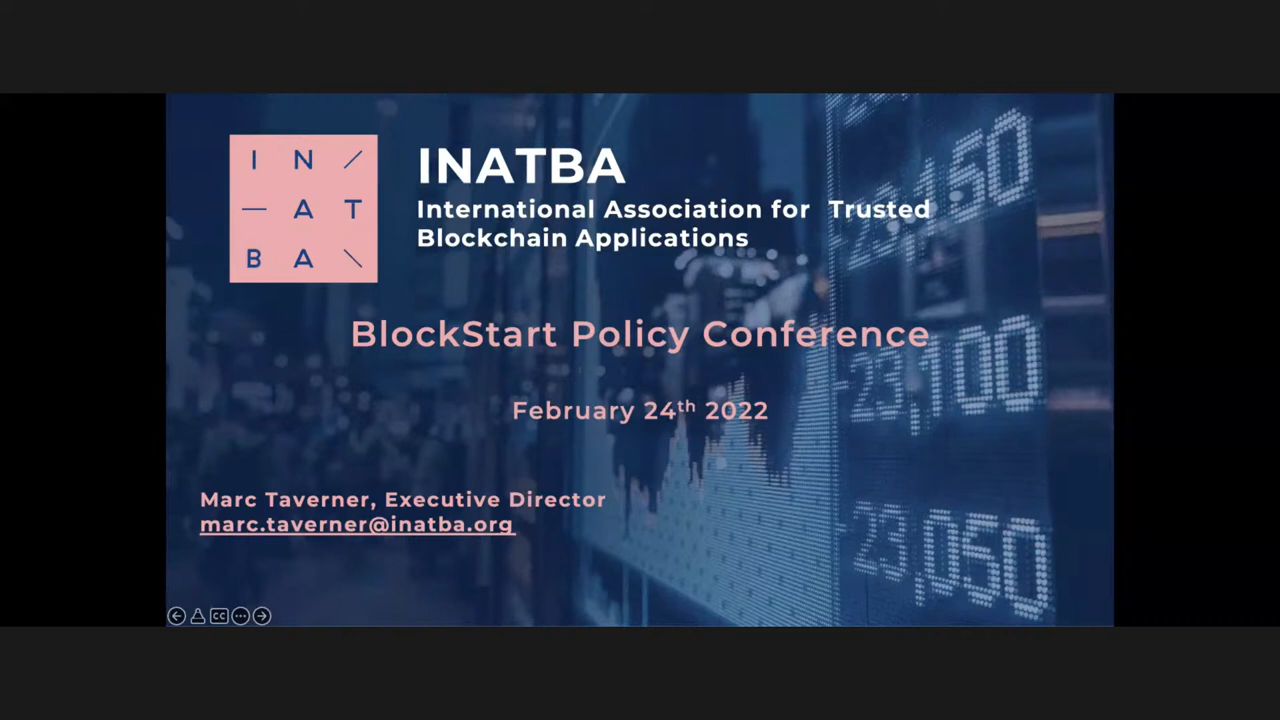 I N /
— A T
B A \
INATBA
International Association for Trusted
Blockchain Applications
BlockStart Policy Conference
February 24th 2022
Marc Taverner, Executive Director
marc.taverner@inatba.org
23,150
23,100
23,050
CC